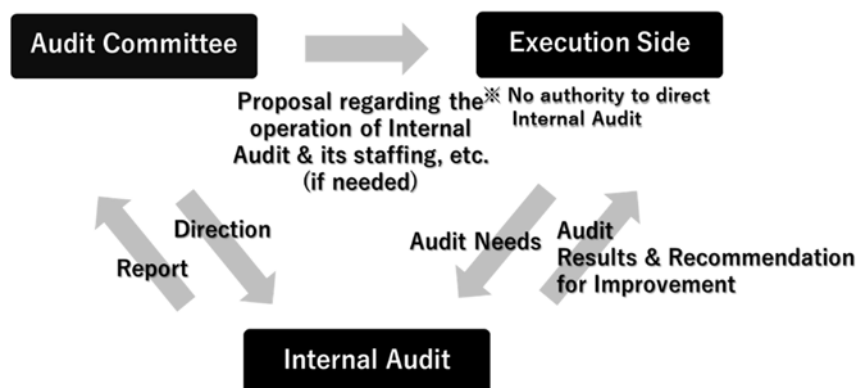 Audit Committee
Execution Side
Proposal regarding the
operation of Internal
Audit & its staffing, etc.
(if needed)
※ No authority to direct
Internal Audit
Direction
Report
Audit Needs
Audit
Results & Recommendation
for Improvement
Internal Audit